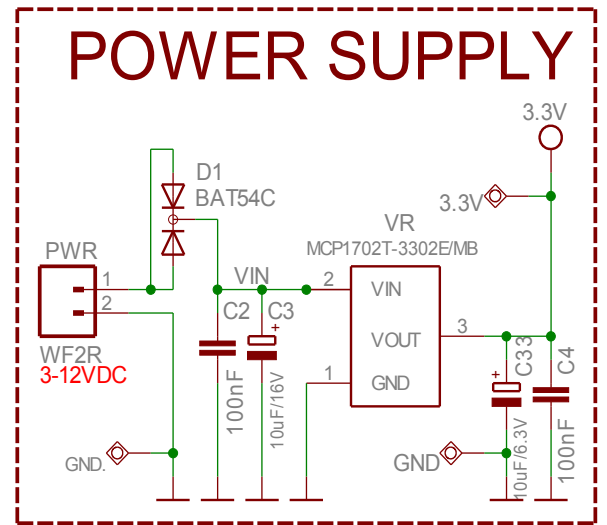 POWER SUPPLY
3.3V
D1
BAT54C
3.3V
VR
MCP1702T-3302E/MB
PWR
1
2
VIN
2
VIN
C2
C3
+
VOUT
3
1
GND
WF2R
3-12VDC
100nF
10uF/16V
C33
C4
+
10uF/6.3V
100nF
GND.
GND